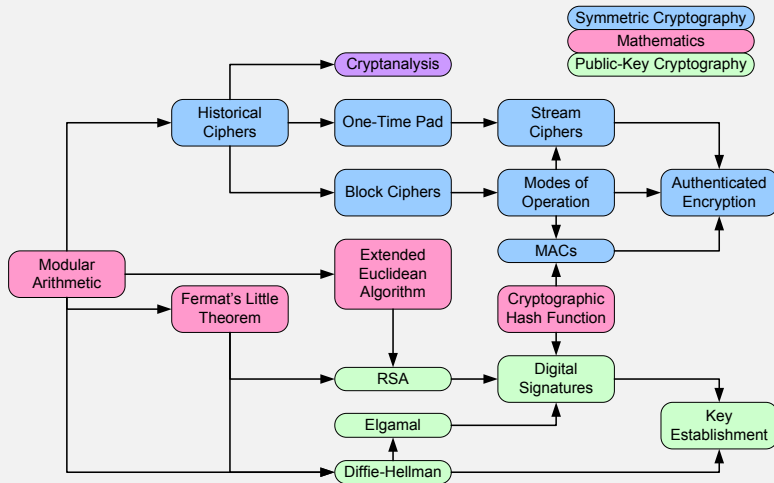 Symmetric Cryptography
Mathematics
Public-Key Cryptography
Cryptanalysis
Historical
Ciphers
One-Time Pad
Stream
Ciphers
Block Ciphers
Modes of
Operation
Authenticated
Encryption
MACs
Modular
Arithmetic
Extended
Euclidean
Algorithm
Fermat's Little
Theorem
Cryptographic
Hash Function
RSA
Digital
Signatures
Elgamal
Key
Establishment
Diffie-Hellman